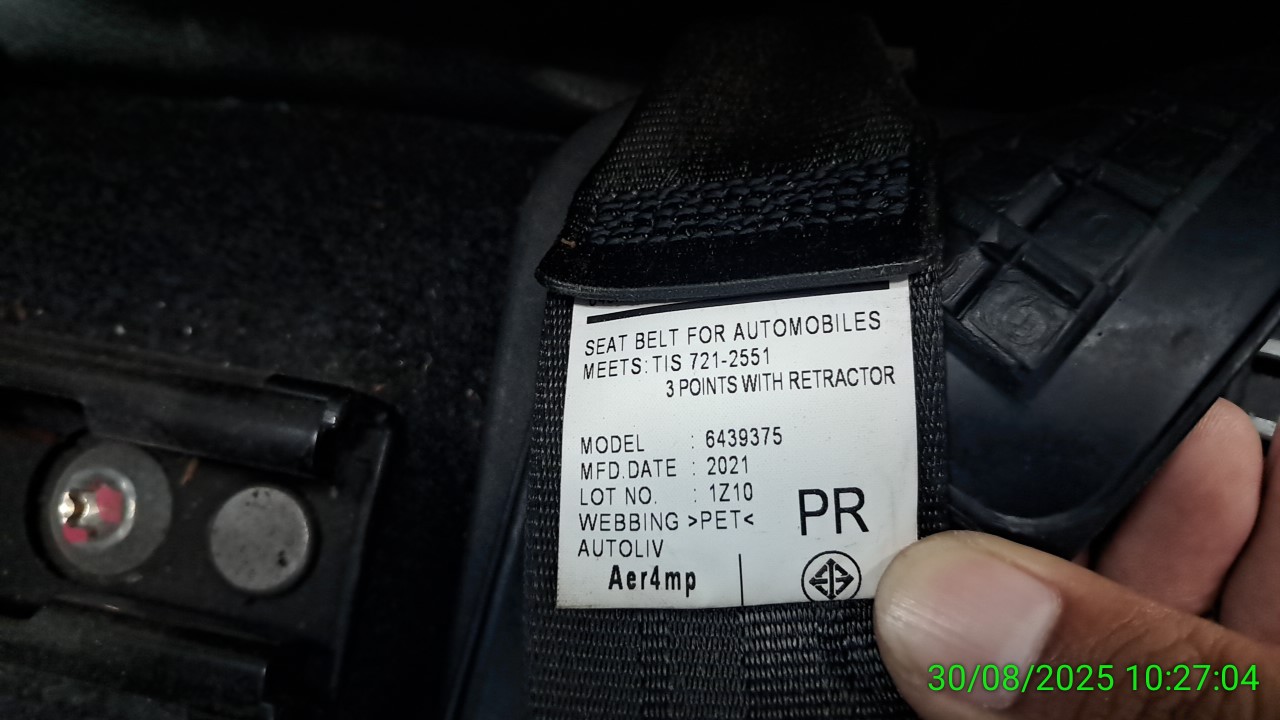 SEAT BELT FOR AUTOMOBILES
MEETS: TIS 721-2551
3 POINTS WITH RETRACTOR
MODEL : 6439375
MFD.DATE : 2021
LOT NO. : 1Z10
WEBBING >PET<
PR
AUTOLIV
Aer4mp
30/08/2025 10:27:04